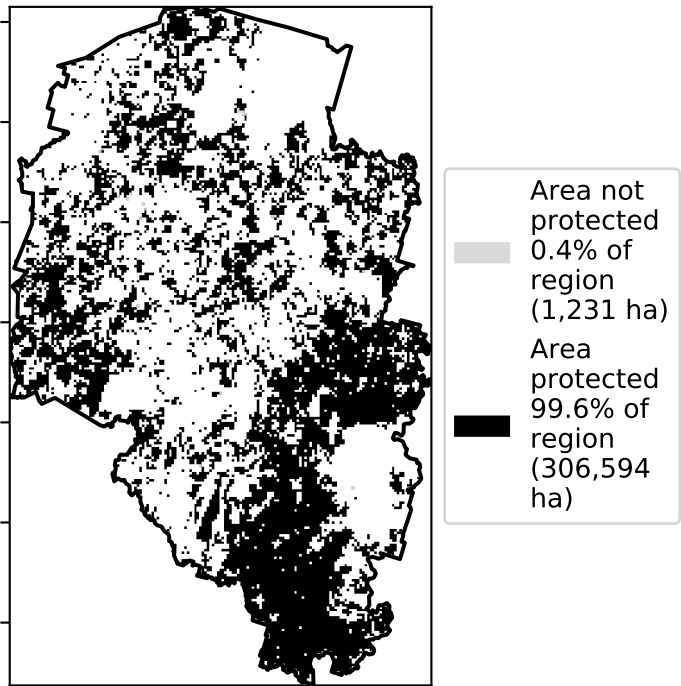 Area not
protected
0.4% of
region
(1,231 ha)
Area
protected
99.6% of
region
(306,594
ha)